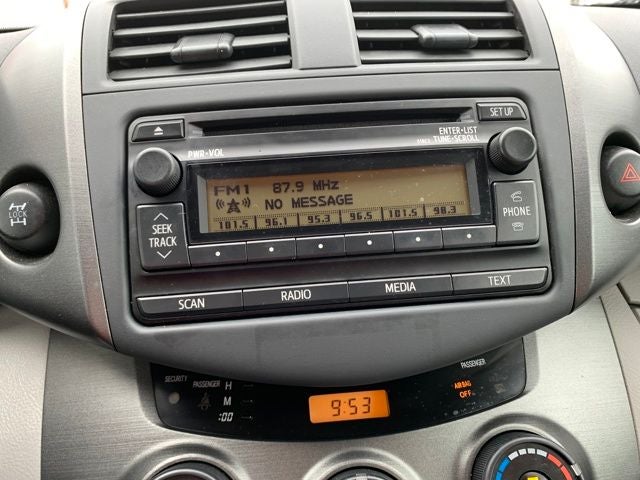 SET UP
PWR•VOL
ENTER•LIST
TUNE•SCROLL
FM1 87.9 MHz
NO MESSAGE
101.5 96.1 95.3 96.5 101.5 98.3
LOCK
SEEK
TRACK
PHONE
SCAN RADIO MEDIA TEXT
SECURITY PASSENGER H
M
:00
9:53
PASSENGER
AIRBAG
OFF